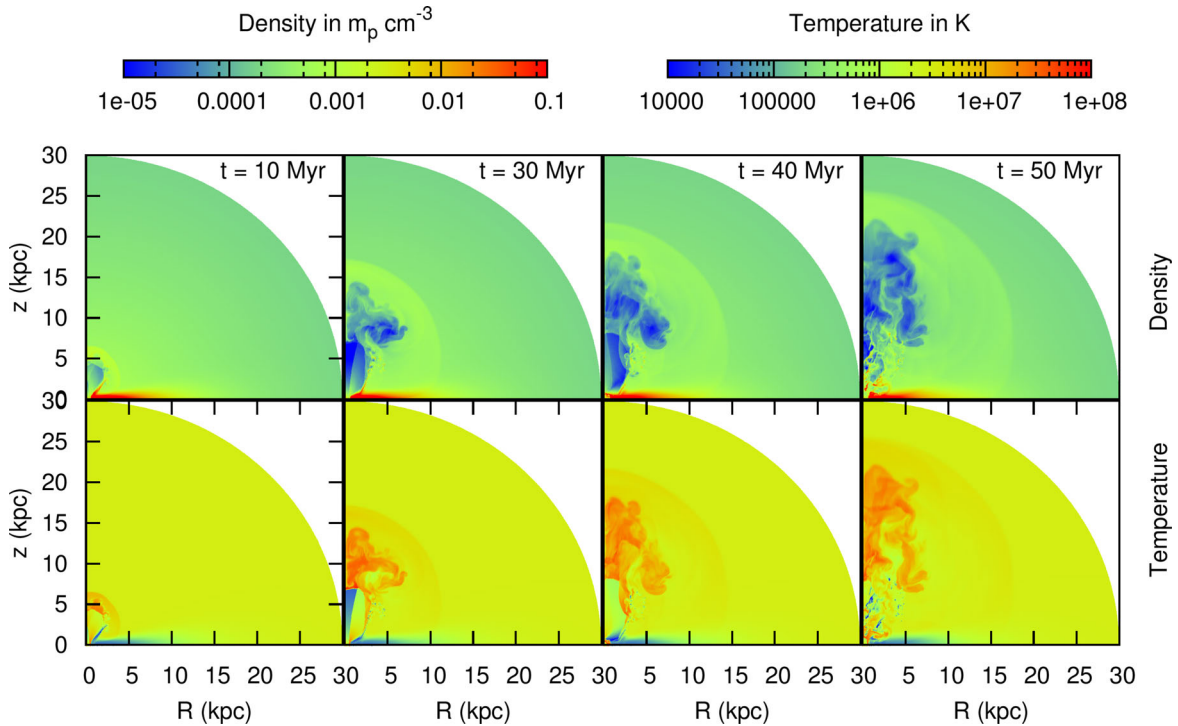 Density in m_p cm^-3
Temperature in K
1e-05 0.0001 0.001 0.01 0.1
10000 100000 1e+06 1e+07 1e+08
t = 10 Myr t = 30 Myr t = 40 Myr t = 50 Myr
30
25
20
15
10
5
0
z (kpc)
Density
30
25
20
15
10
5
0
z (kpc)
Temperature
0 5 10 15 20 25 30 5 10 15 20 25 30 5 10 15 20 25 30 5 10 15 20 25 30
R (kpc) R (kpc) R (kpc) R (kpc)